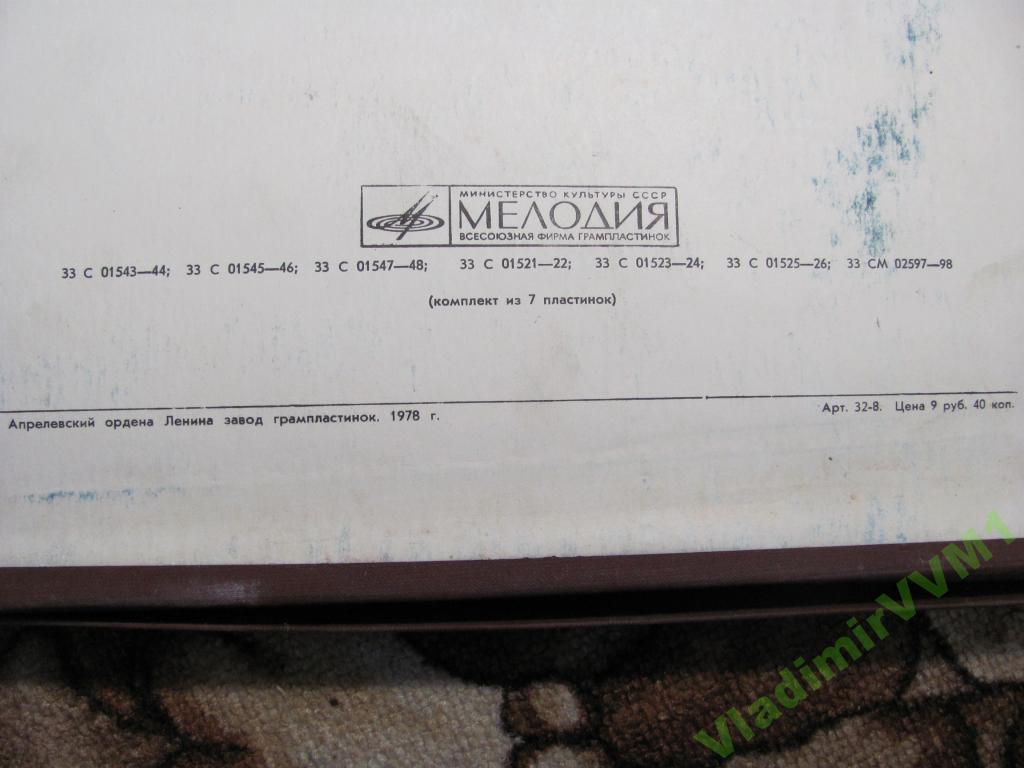 МИНИСТЕРСТВО КУЛЬТУРЫ СССР
МЕЛОДИЯ
ВСЕСОЮЗНАЯ ФИРМА ГРАМПЛАСТИНОК
33 С 01543—44; 33 С 01545—46; 33 С 01547—48; 33 С 01521—22; 33 С 01523—24; 33 С 01525—26; 33 СМ 02597—98
(комплект из 7 пластинок)
Апрелевский ордена Ленина завод грампластинок. 1978 г. Арт. 32-8. Цена 9 руб. 40 коп.
VladimirVVM1